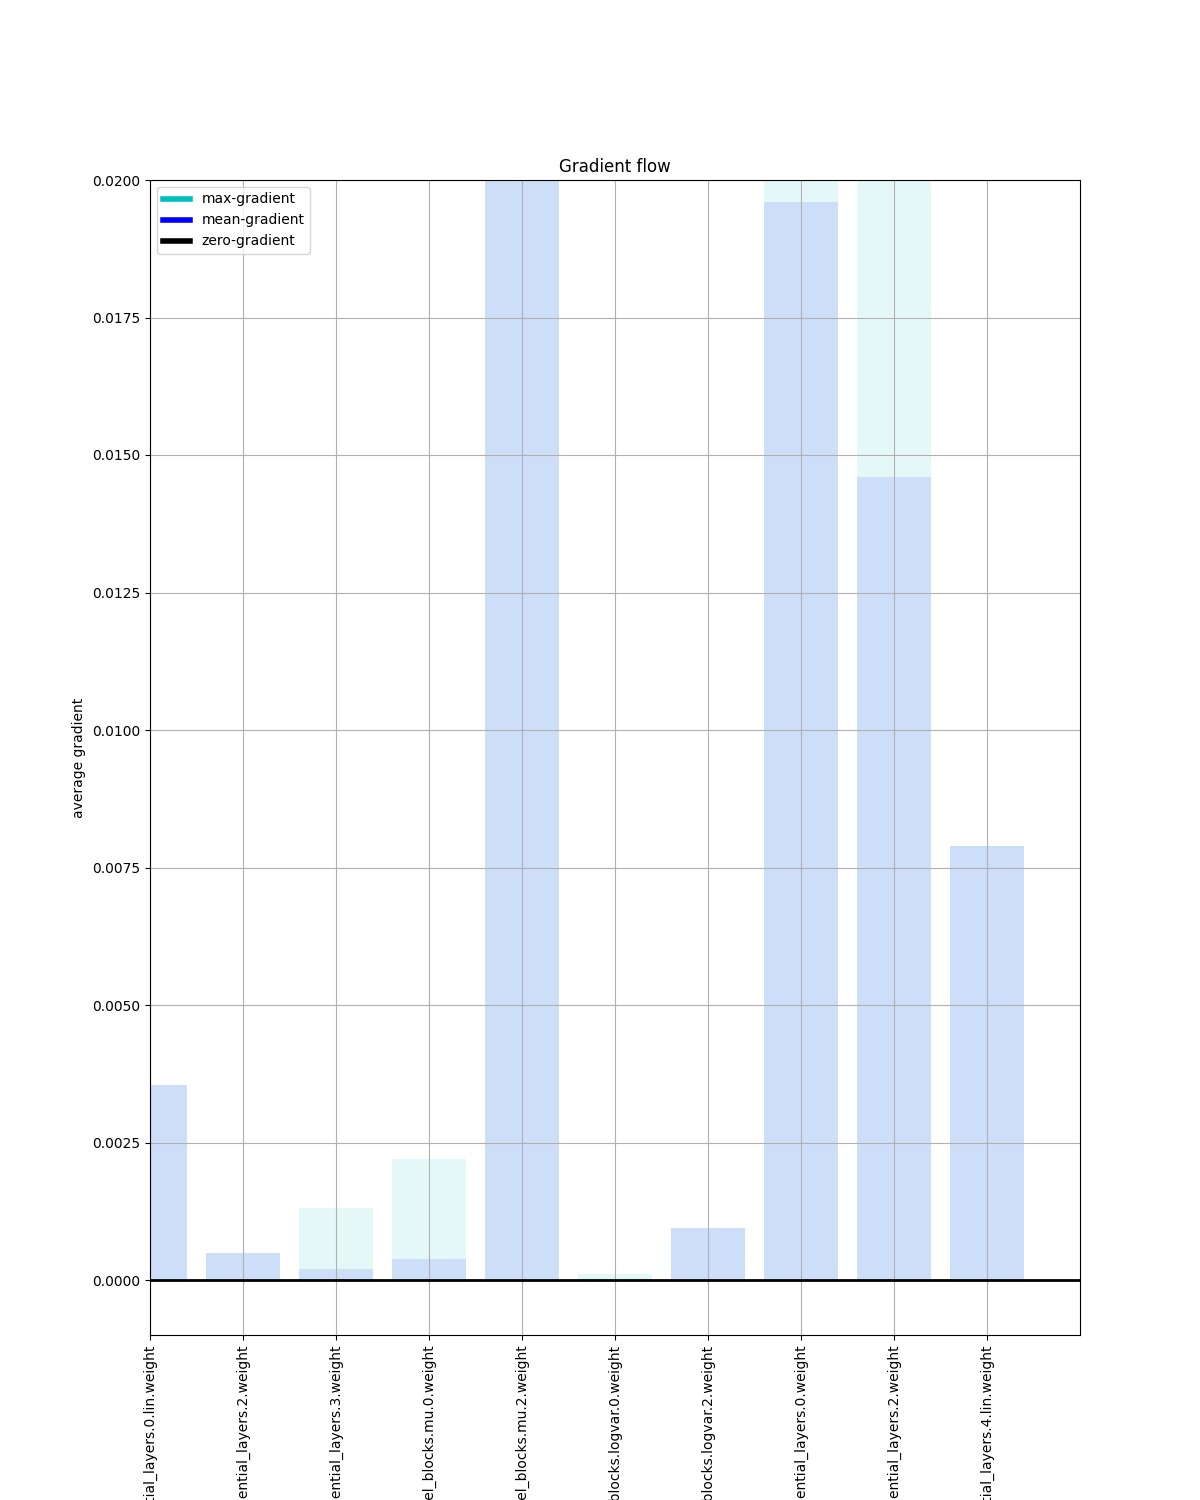 Gradient flow
max-gradient
mean-gradient
zero-gradient
0.0200
0.0175
0.0150
0.0125
0.0100
0.0075
0.0050
0.0025
0.0000
average gradient
tial_layers.0.lin.weight
ential_layers.2.weight
ential_layers.3.weight
el_blocks.mu.0.weight
el_blocks.mu.2.weight
blocks.logvar.0.weight
blocks.logvar.2.weight
ential_layers.0.weight
ential_layers.2.weight
tial_layers.4.lin.weight